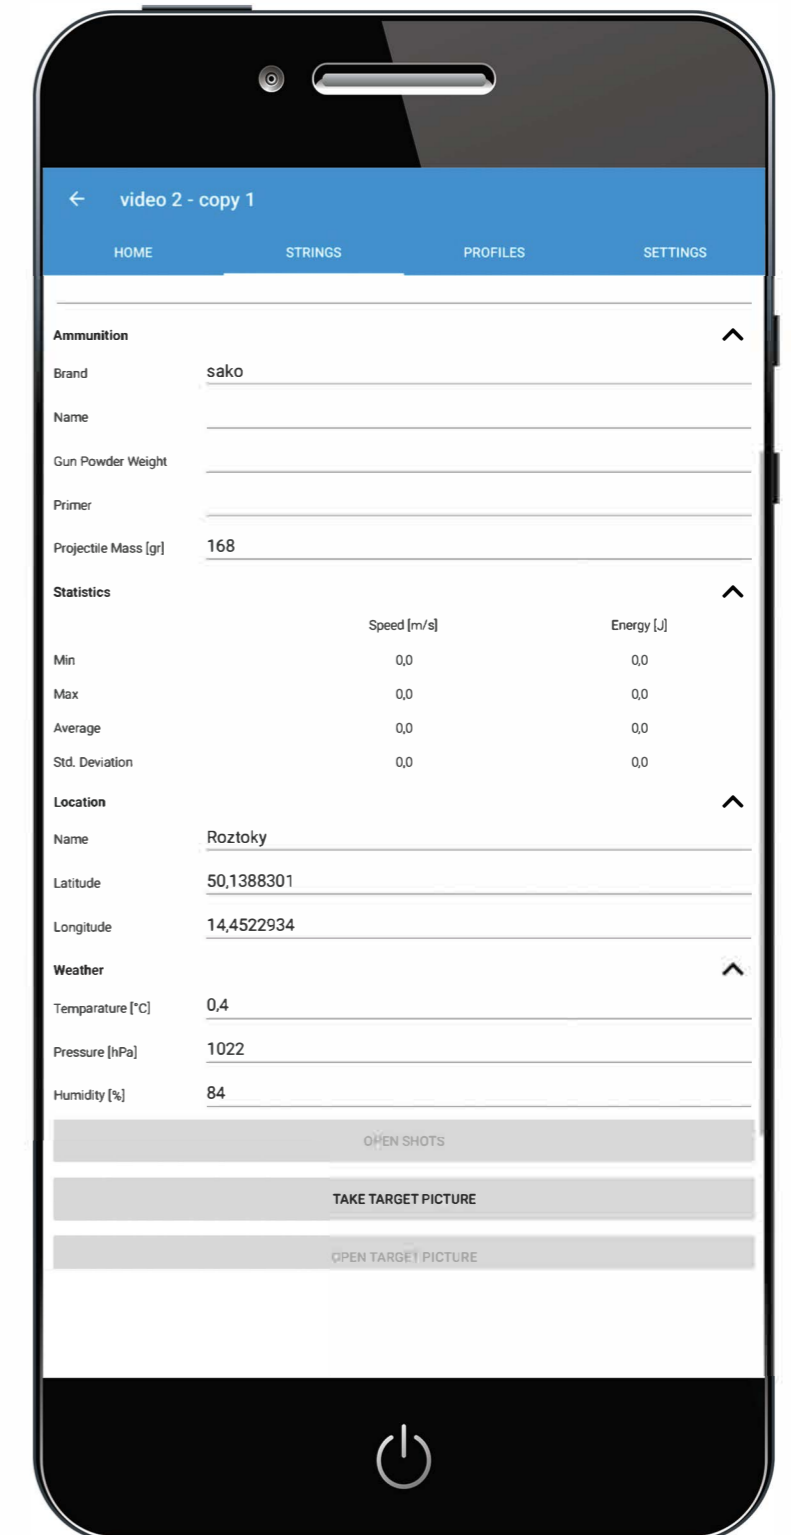 video 2 - copy 1
HOME STRINGS PROFILES SETTINGS
Ammunition
Brand sako
Name
Gun Powder Weight
Primer
Projectile Mass [gr] 168
Statistics
Speed [m/s] Energy [J]
Min 0,0 0,0
Max 0,0 0,0
Average 0,0 0,0
Std. Deviation 0,0 0,0
Location
Name Roztoky
Latitude 50,1388301
Longitude 14,4522934
Weather
Temparature [°C] 0,4
Pressure [hPa] 1022
Humidity [%] 84
OPEN SHOTS
TAKE TARGET PICTURE
OPEN TARGET PICTURE